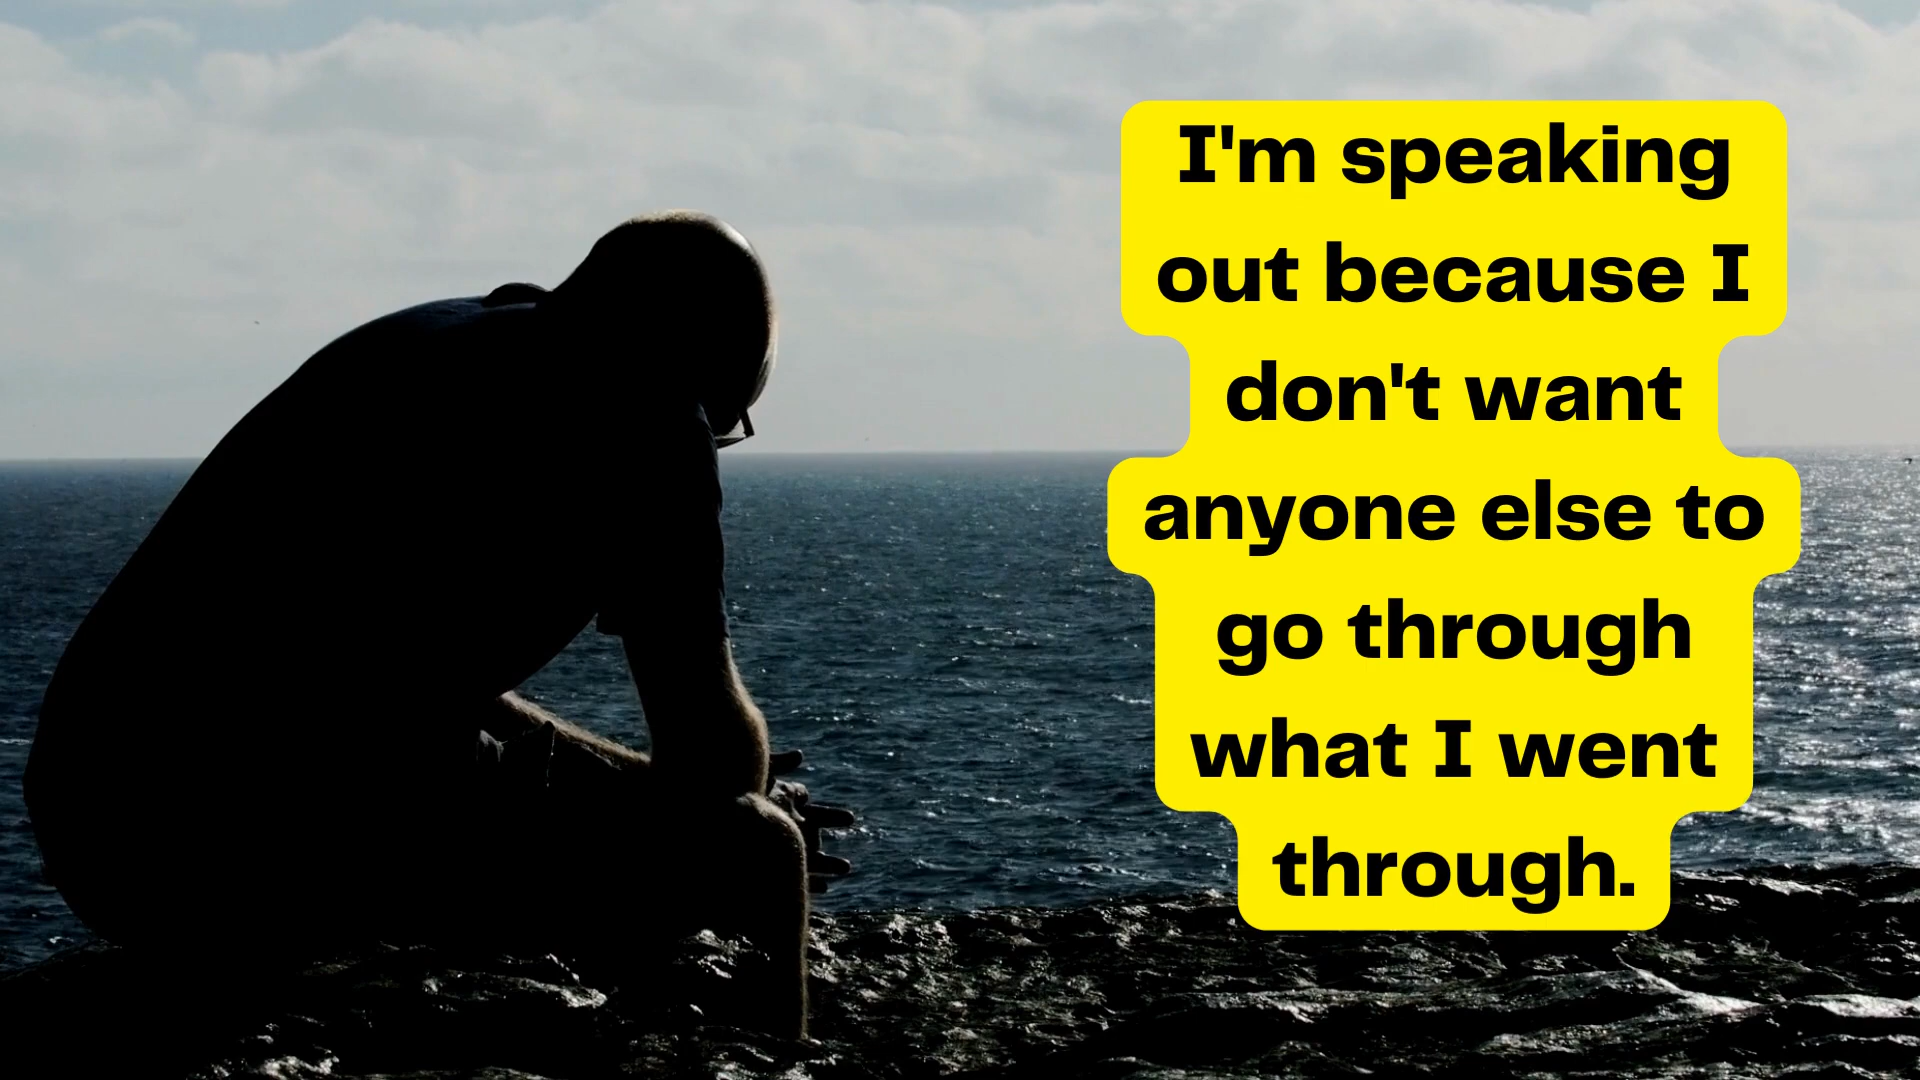 I'm speaking
out because I
don't want
anyone else to
go through
what I went
through.